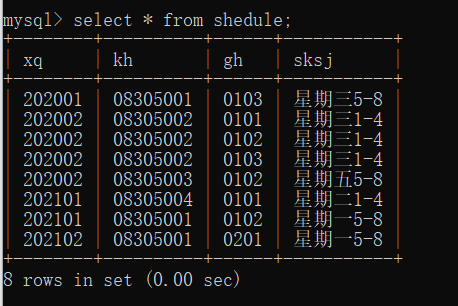 mysql> select * from shedule;
+--------+----------+------+-----------+
| xq     | kh       | gh   | sksj      |
+--------+----------+------+-----------+
| 202001 | 08305001 | 0103 | 星期三5-8 |
| 202002 | 08305002 | 0101 | 星期三1-4 |
| 202002 | 08305002 | 0102 | 星期三1-4 |
| 202002 | 08305002 | 0103 | 星期三1-4 |
| 202002 | 08305003 | 0102 | 星期五5-8 |
| 202101 | 08305004 | 0101 | 星期二1-4 |
| 202101 | 08305001 | 0102 | 星期一5-8 |
| 202102 | 08305001 | 0201 | 星期一5-8 |
+--------+----------+------+-----------+
8 rows in set (0.00 sec)